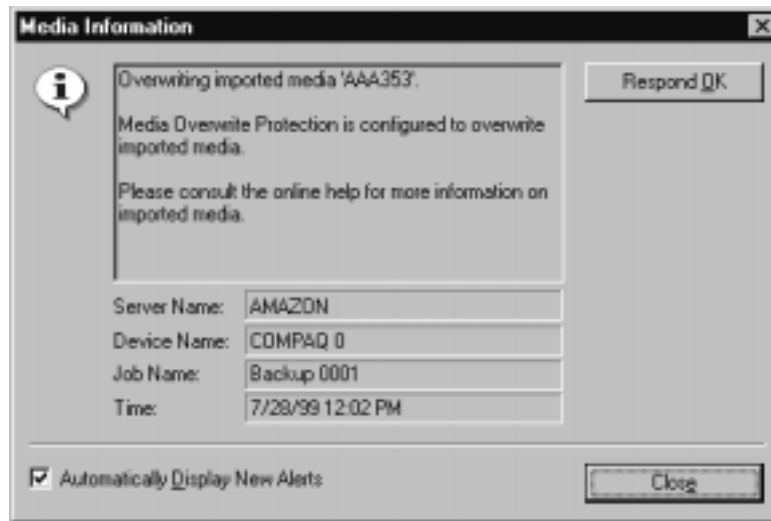 Media Information
Overwriting imported media 'AAA353'.
Respond OK
Media Overwrite Protection is configured to overwrite
imported media.
Please consult the online help for more information on
imported media.
Server Name: AMAZON
Device Name: COMPAQ 0
Job Name: Backup 0001
Time: 7/28/99 12:02 PM
Automatically Display New Alerts
Close